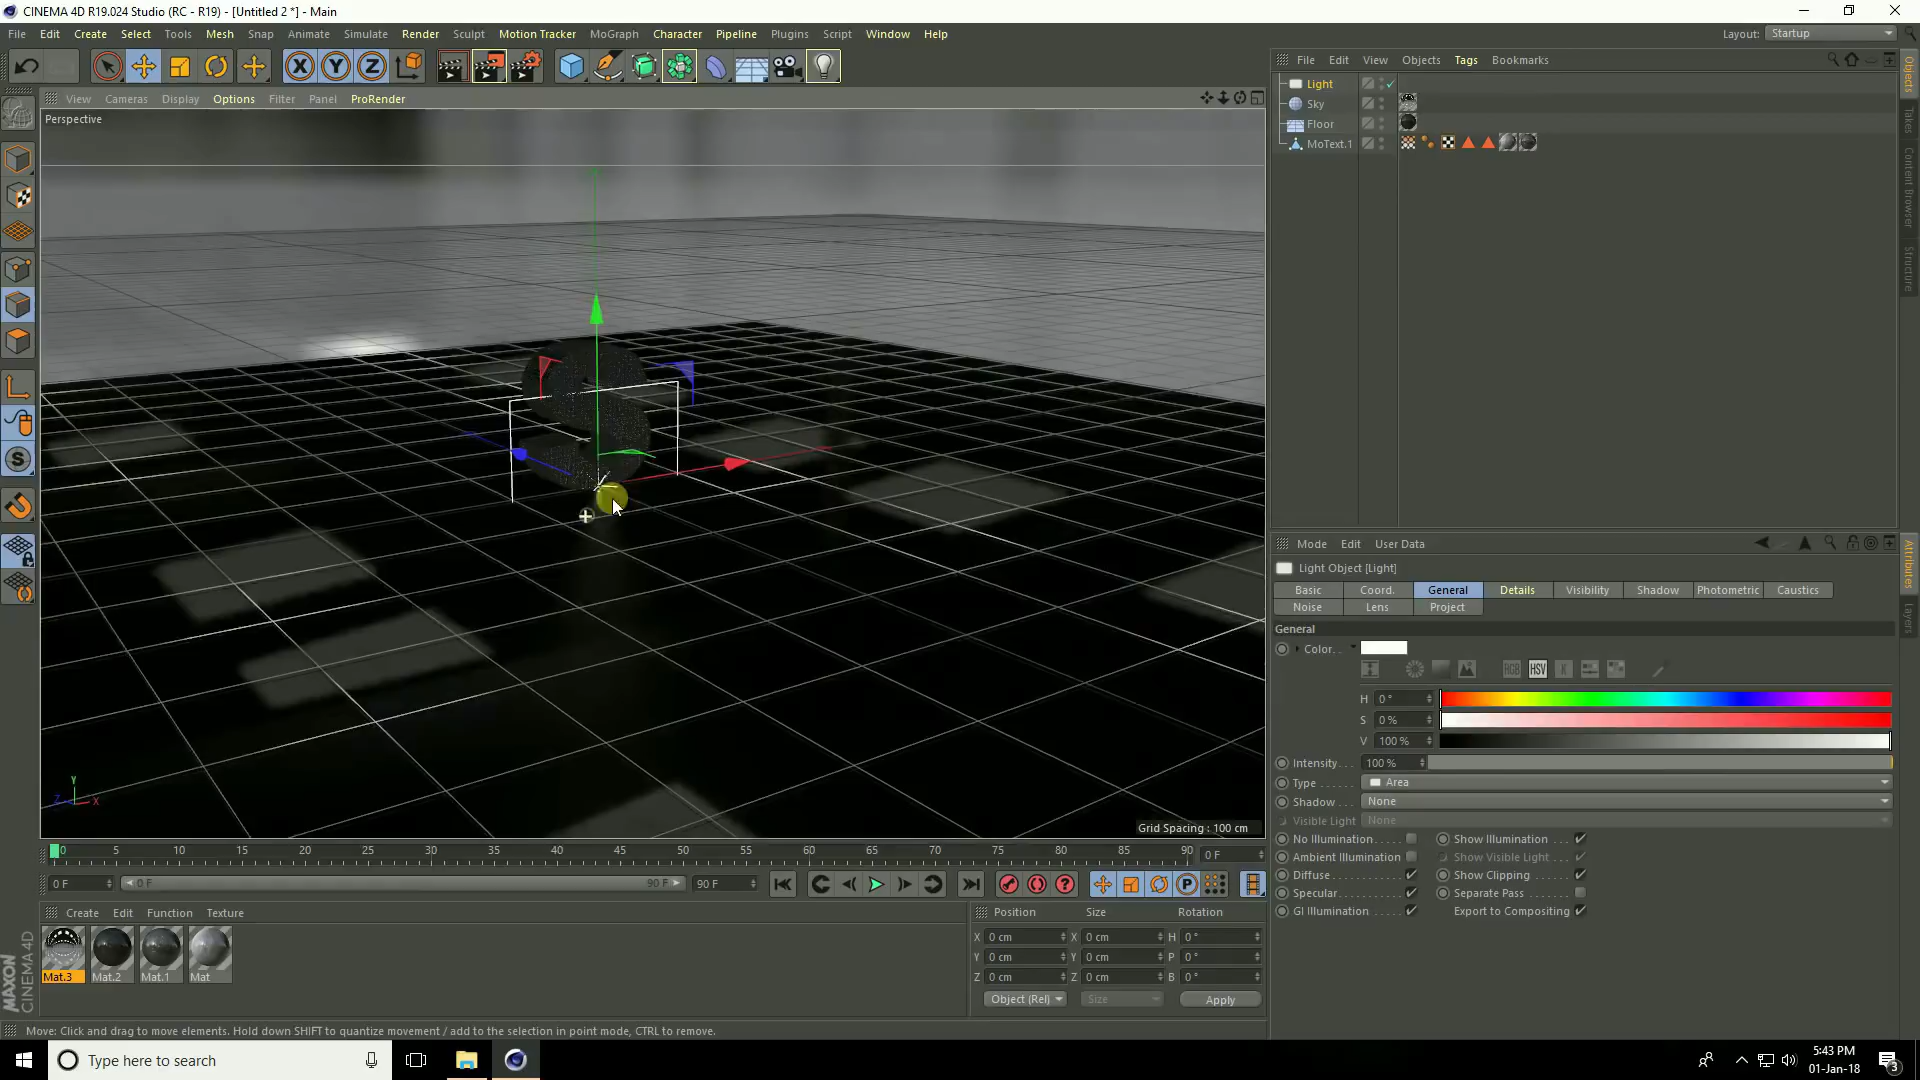 CINEMA 4D R19.024 Studio (RC - R19) - [Untitled 2 *] - Main
File Edit Create Select Tools Mesh Snap Animate Simulate Render Sculpt Motion Tracker MoGraph Character Pipeline Plugins Script Window Help
Layout: Startup
X Y Z
View Cameras Display Options Filter Panel ProRender
File Edit View Objects Tags Bookmarks
Perspective
Light
Sky
Floor
MoText.1
Objects
Takes
Content Browser
Structure
Mode Edit User Data
Light Object [Light]
Basic Coord. General Details Visibility Shadow Photometric Caustics
Noise Lens Project
Attributes
Layers
General
Color. .
RGB HSV K
H 0 °
S 0 %
V 100 %
Intensity. . . 100 %
Type . . . . . Area
Shadow . . . None
Visible Light None
No Illumination. . . . Show Illumination . . .
Ambient Illumination Show Visible Light . .
Diffuse. . . . . . . . . . Show Clipping . . . . . .
Specular. . . . . . . . . Separate Pass . . . . . .
GI Illumination . . . . Export to Compositing
Y
Z X
Grid Spacing : 100 cm
0 5 10 15 20 25 30 35 40 45 50 55 60 65 70 75 80 85 90 0 F
0 F 0 F 90 F 90 F
Create Edit Function Texture
Mat.3 Mat.2 Mat.1 Mat
Position Size Rotation
X 0 cm X 0 cm H 0 °
Y 0 cm Y 0 cm P 0 °
Z 0 cm Z 0 cm B 0 °
Object (Rel) Size Apply
MAXON
CINEMA 4D
Move: Click and drag to move elements. Hold down SHIFT to quantize movement / add to the selection in point mode, CTRL to remove.
Type here to search
5:43 PM
01-Jan-18
3